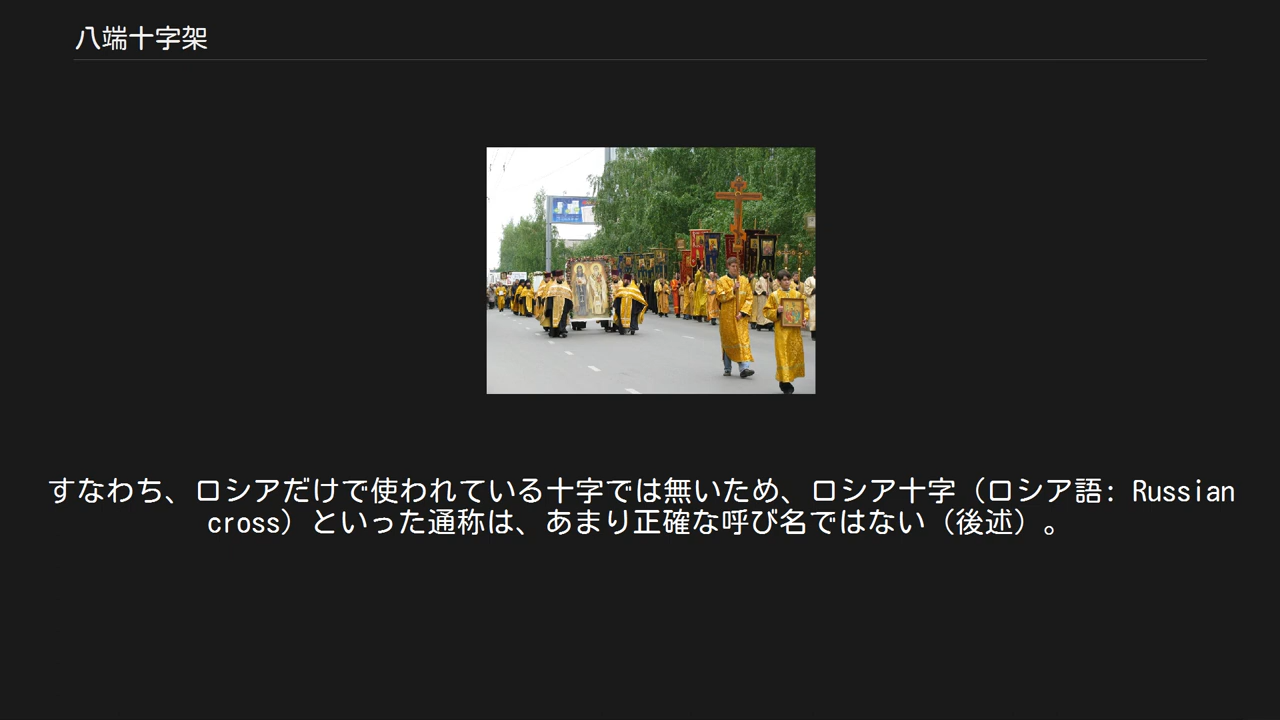 八端十字架
すなわち、ロシアだけで使われている十字では無いため、ロシア十字（ロシア語: Russian
cross）といった通称は、あまり正確な呼び名ではない（後述）。